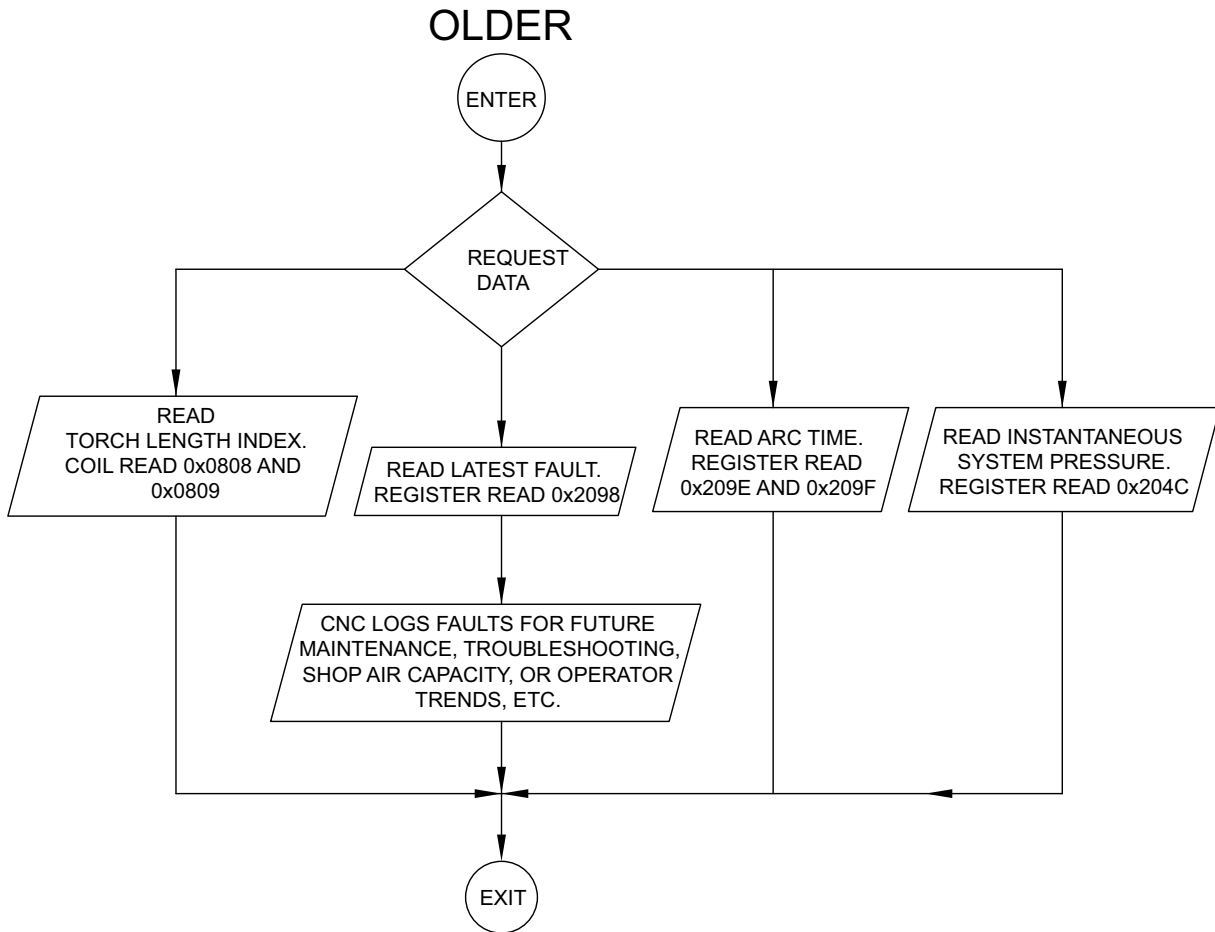 OLDER
ENTER
REQUEST
DATA
READ
TORCH LENGTH INDEX.
COIL READ 0x0808 AND
0x0809
READ LATEST FAULT.
REGISTER READ 0x2098
READ ARC TIME.
REGISTER READ
0x209E AND 0x209F
READ INSTANTANEOUS
SYSTEM PRESSURE.
REGISTER READ 0x204C
CNC LOGS FAULTS FOR FUTURE
MAINTENANCE, TROUBLESHOOTING,
SHOP AIR CAPACITY, OR OPERATOR
TRENDS, ETC.
EXIT